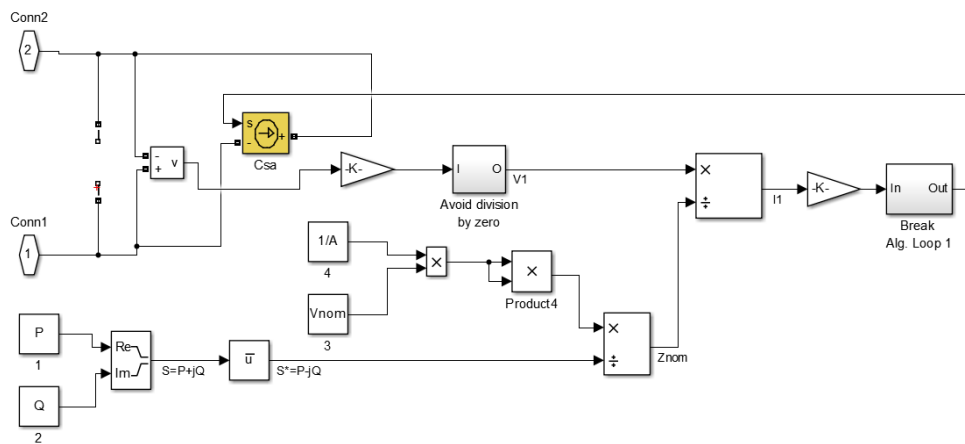 Conn2
2
s
-
+
Csa
-
+
v
-K-
I
O
V1
Avoid division
by zero
×
÷
I1
-K-
In
Out
Break
Alg. Loop 1
Conn1
1
1/A
4
×
×
Product4
Vnom
3
×
÷
Znom
P
1
Re
Im
S=P+jQ
u̅
S*=P-jQ
Q
2